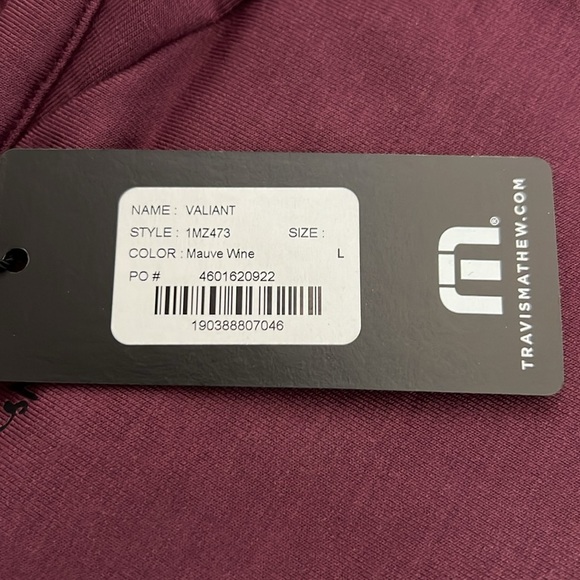 NAME : VALIANT
STYLE : 1MZ473 SIZE :
COLOR : Mauve Wine L
PO # 4601620922
190388807046
TRAVISMATHEW.COM
®